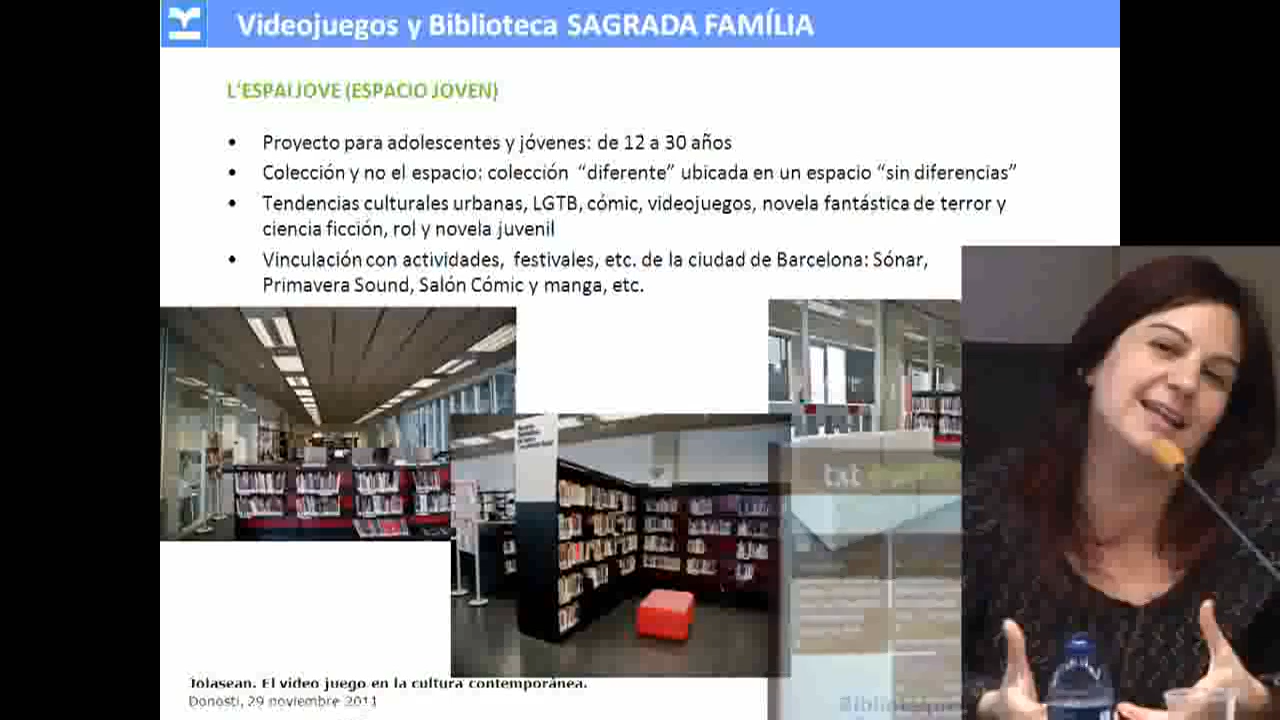 Videojuegos y Biblioteca SAGRADA FAMÍLIA
L'ESPAI JOVE (ESPACIO JOVEN)
• Proyecto para adolescentes y jóvenes: de 12 a 30 años
• Colección y no el espacio: colección "diferente" ubicada en un espacio "sin diferencias"
• Tendencias culturales urbanas, LGTB, cómic, videojuegos, novela fantástica de terror y
ciencia ficción, rol y novela juvenil
• Vinculación con actividades, festivales, etc. de la ciudad de Barcelona: Sónar,
Primavera Sound, Salón Cómic y manga, etc.
txt
Jolasean. El video juego en la cultura contemporánea.
Donosti, 29 noviembre 2011